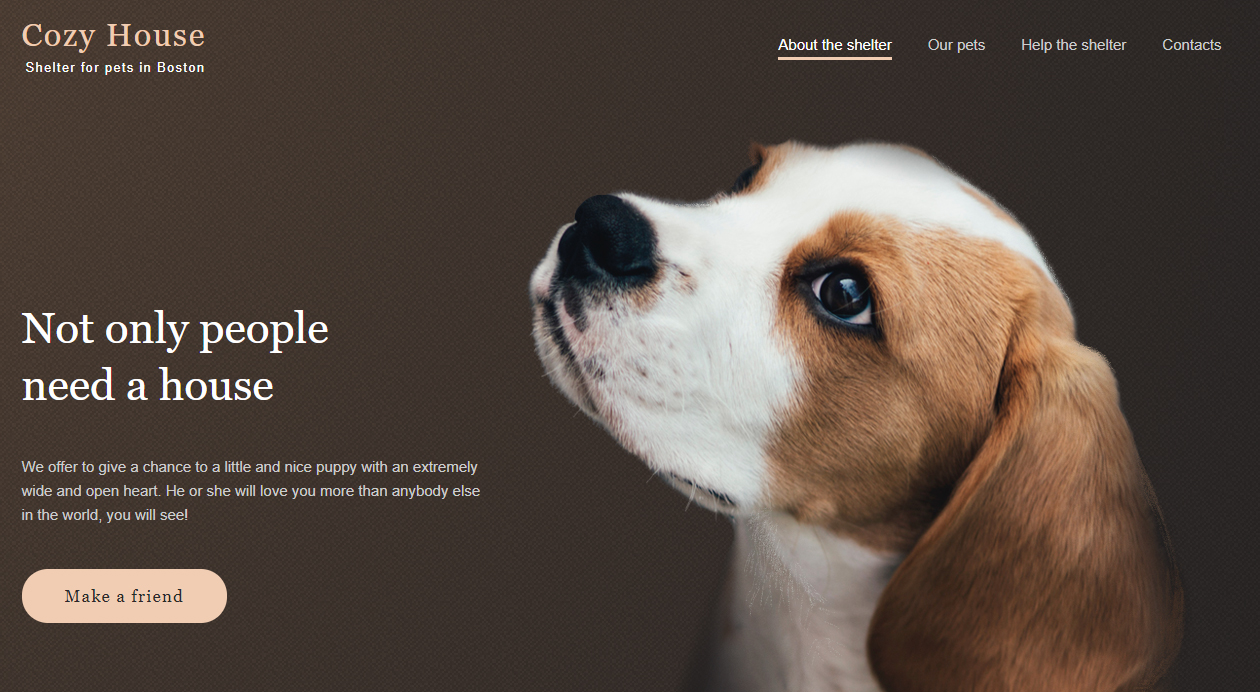 Cozy House
Shelter for pets in Boston
About the shelter
Our pets
Help the shelter
Contacts
Not only people
need a house
We offer to give a chance to a little and nice puppy with an extremely
wide and open heart. He or she will love you more than anybody else
in the world, you will see!
Make a friend